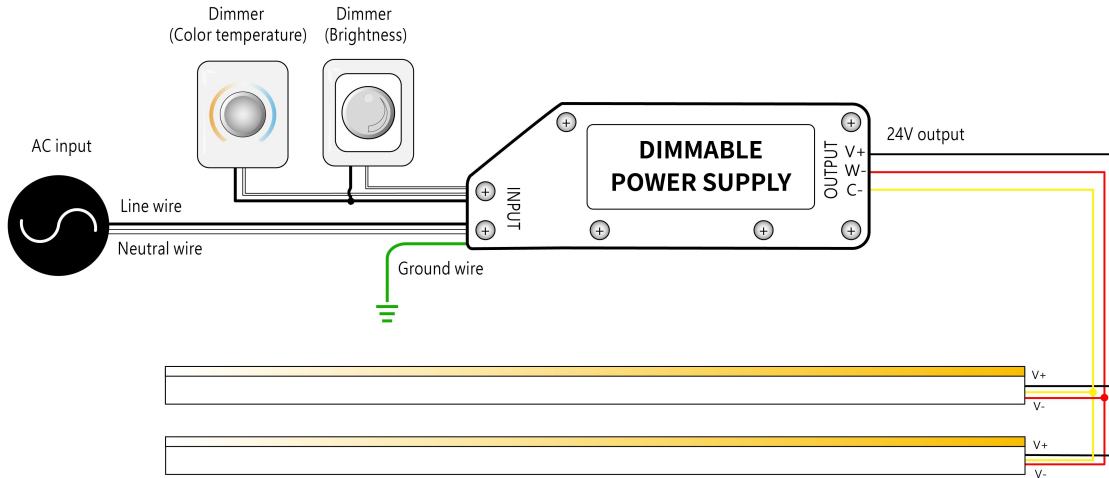 Dimmer
(Color temperature)
Dimmer
(Brightness)
AC input
Line wire
Neutral wire
Ground wire
INPUT
DIMMABLE
POWER SUPPLY
OUTPUT
V+
W-
C-
24V output
V+
V-
V+
V-